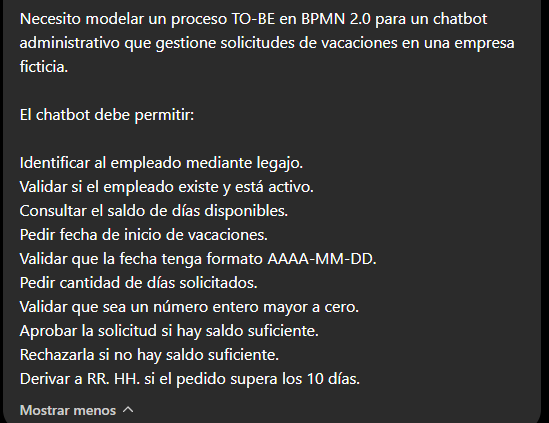 Necesito modelar un proceso TO-BE en BPMN 2.0 para un chatbot
administrativo que gestione solicitudes de vacaciones en una empresa
ficticia.
El chatbot debe permitir:
Identificar al empleado mediante legajo.
Validar si el empleado existe y está activo.
Consultar el saldo de días disponibles.
Pedir fecha de inicio de vacaciones.
Validar que la fecha tenga formato AAAA-MM-DD.
Pedir cantidad de días solicitados.
Validar que sea un número entero mayor a cero.
Aprobar la solicitud si hay saldo suficiente.
Rechazarla si no hay saldo suficiente.
Derivar a RR. HH. si el pedido supera los 10 días.
Mostrar menos